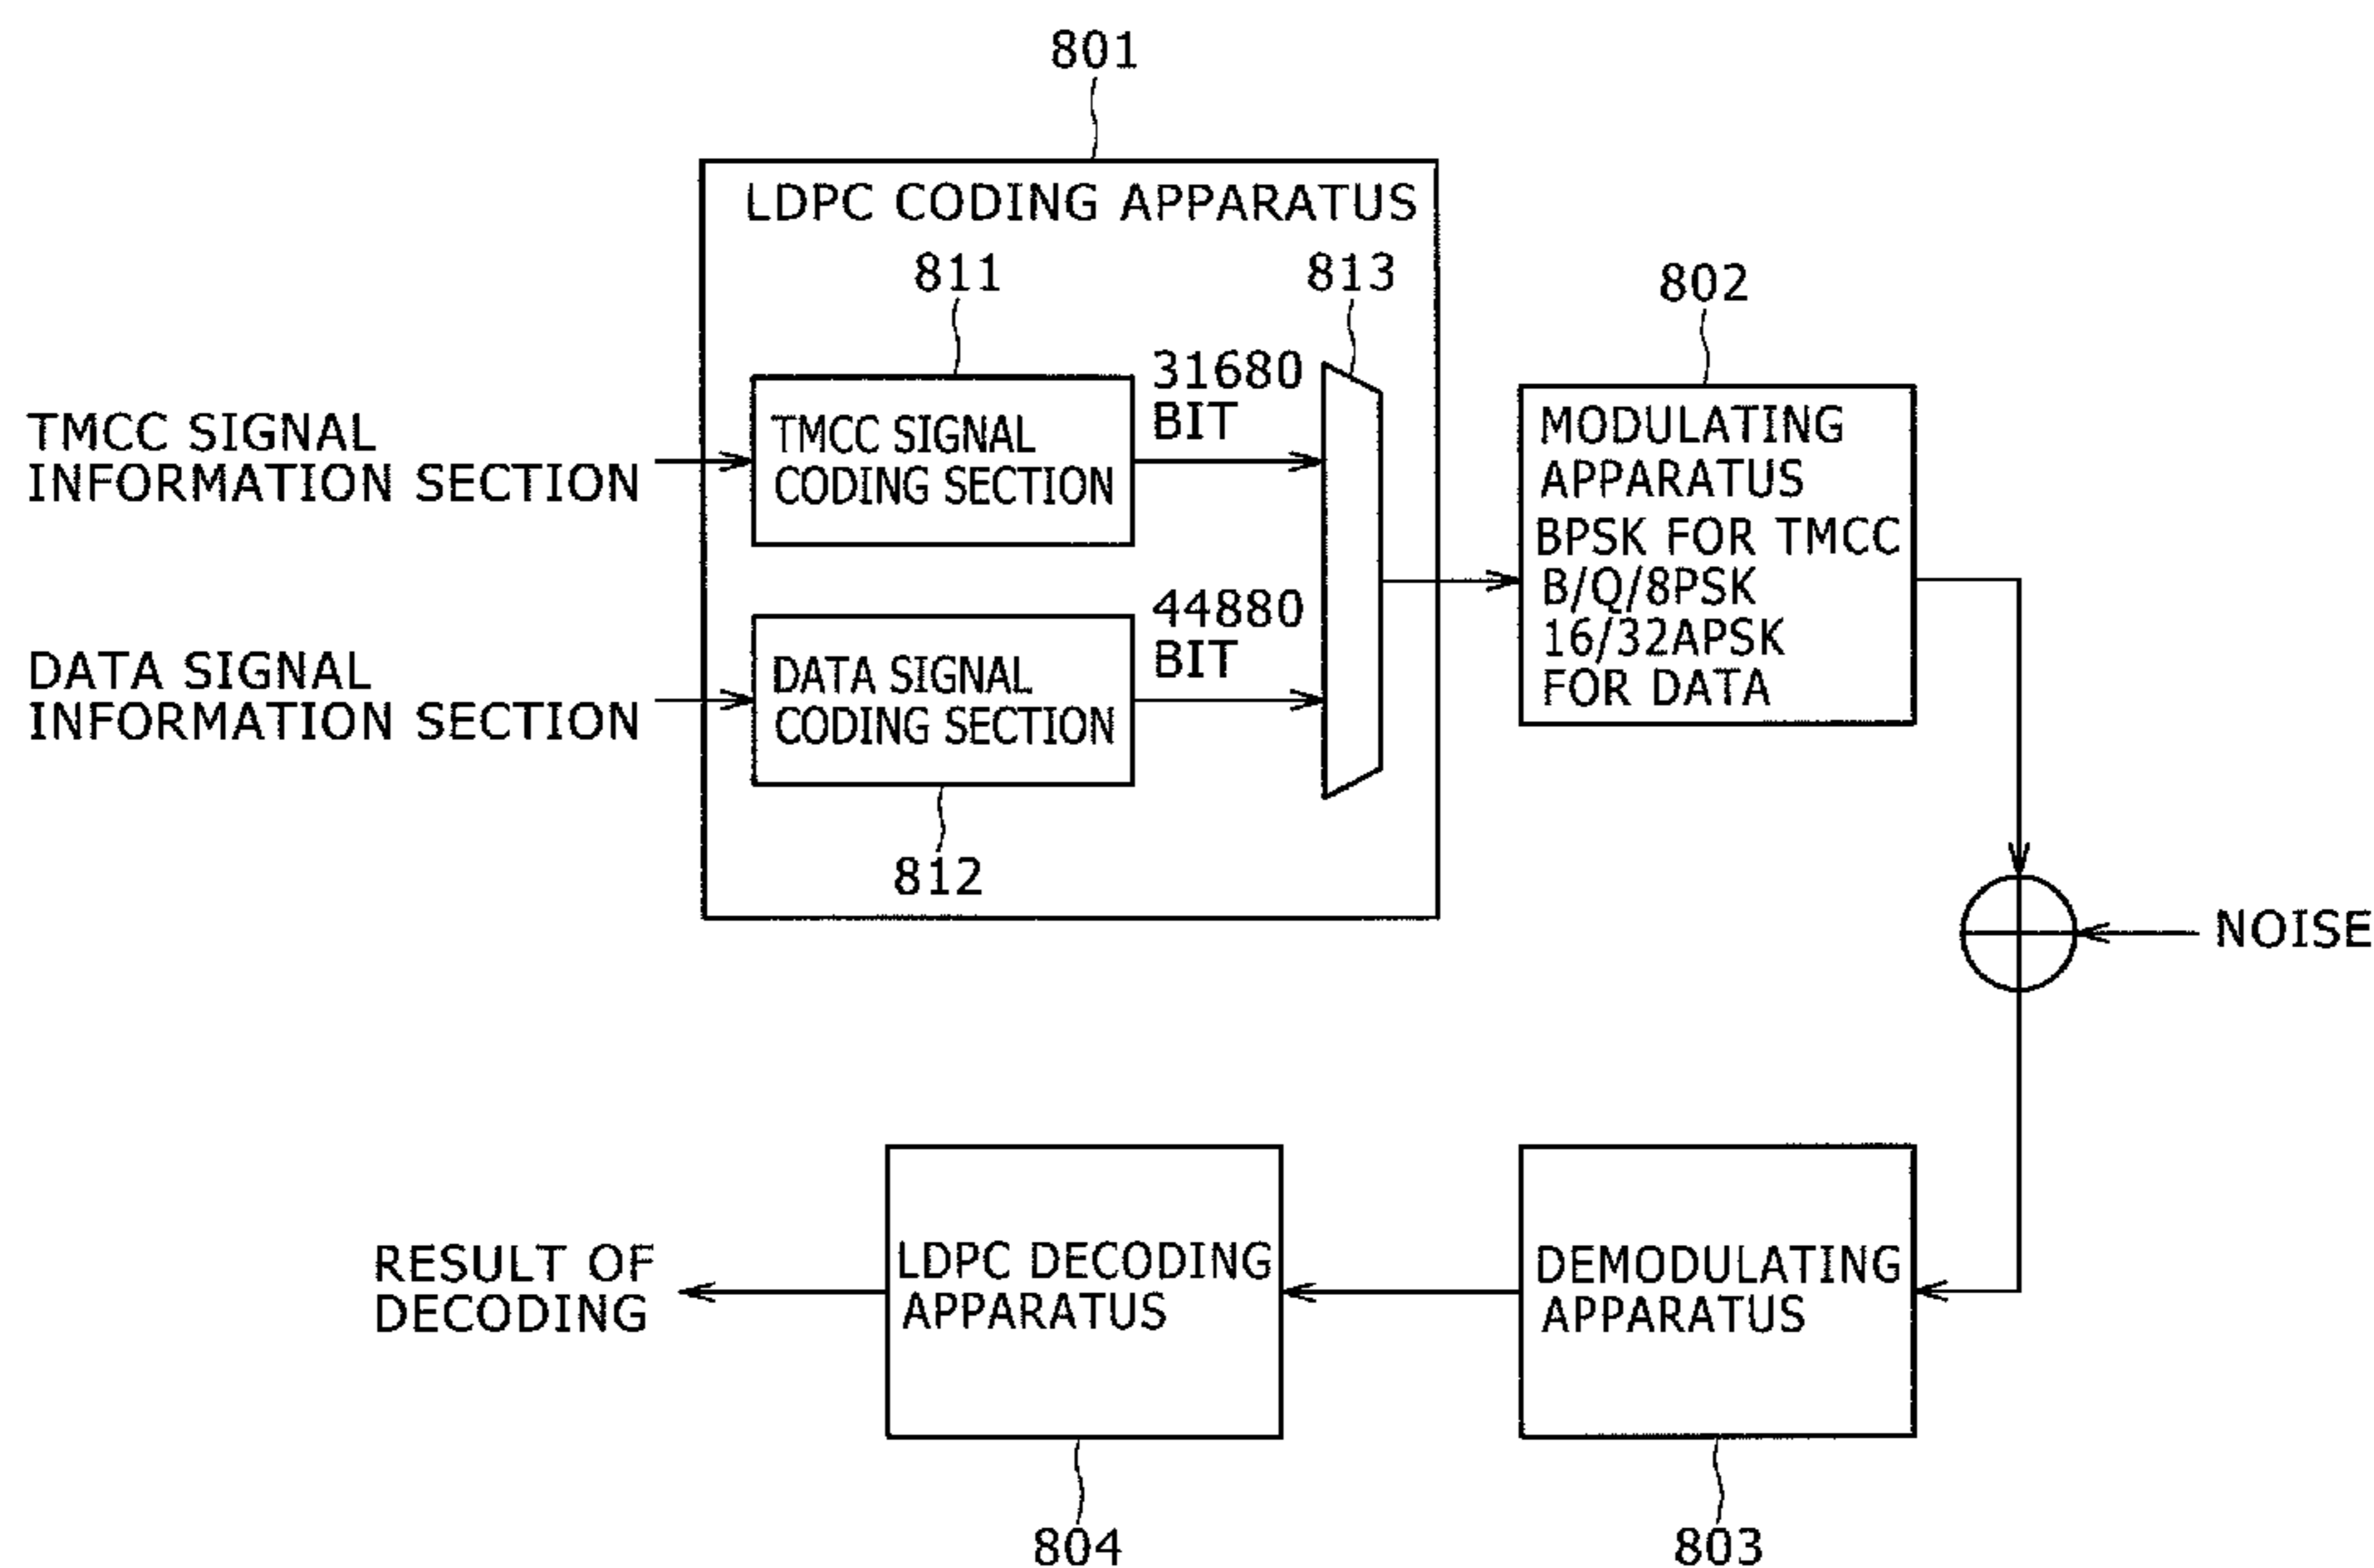 801
LDPC CODING APPARATUS
811
813
802
31680
BIT
TMCC SIGNAL
INFORMATION SECTION
TMCC SIGNAL
CODING SECTION
MODULATING
APPARATUS
BPSK FOR TMCC
B/Q/8PSK
16/32APSK
FOR DATA
44880
BIT
DATA SIGNAL
INFORMATION SECTION
DATA SIGNAL
CODING SECTION
812
NOISE
RESULT OF
DECODING
LDPC DECODING
APPARATUS
DEMODULATING
APPARATUS
804
803